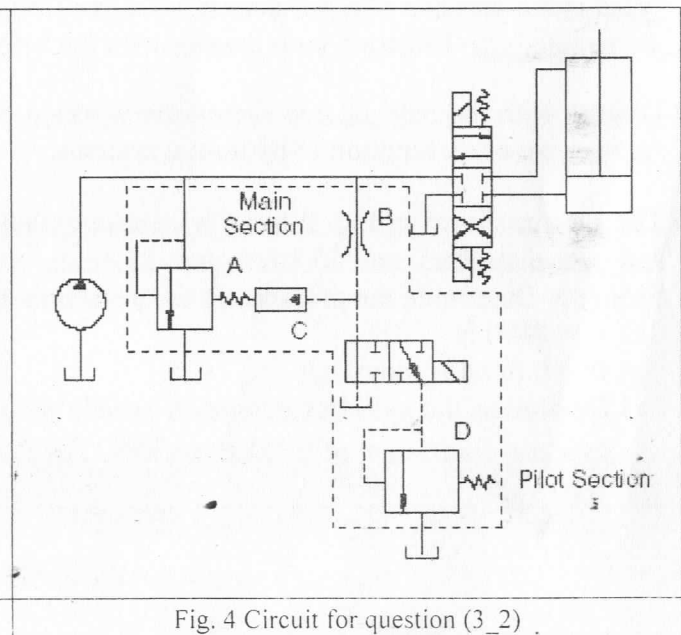 Main
Section
A
B
C
D
Pilot Section
Fig. 4 Circuit for question (3_2)